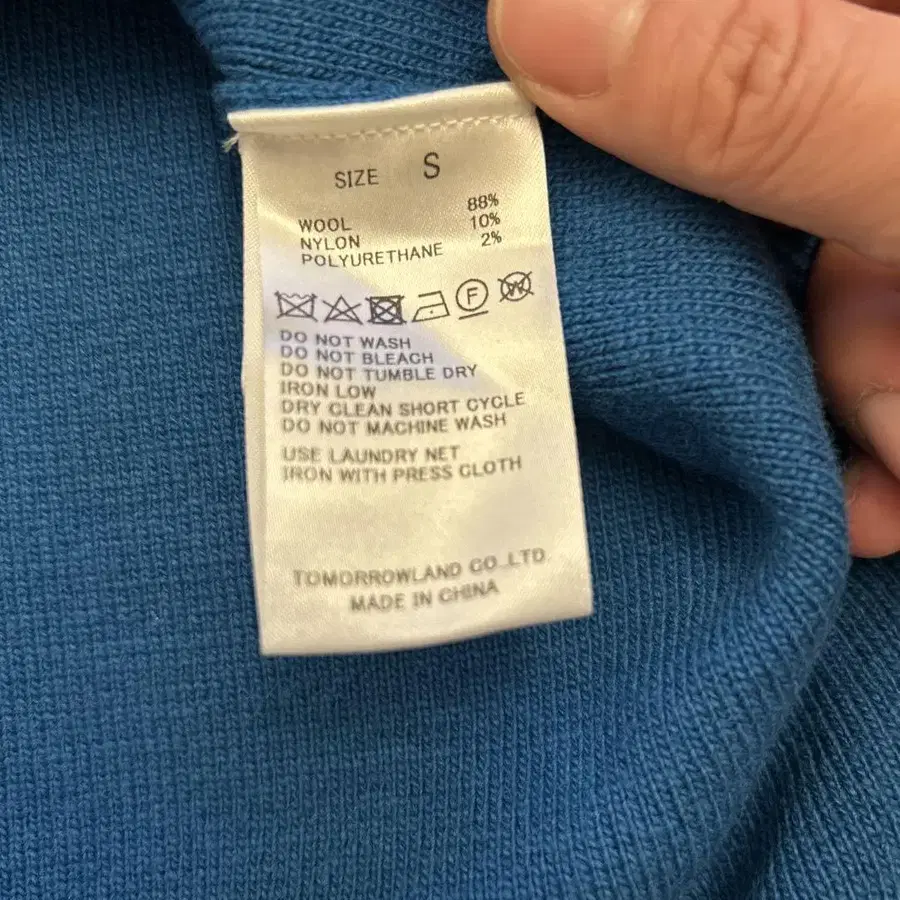 SIZE S
WOOL 88%
NYLON 10%
POLYURETHANE 2%
F W
DO NOT WASH
DO NOT BLEACH
DO NOT TUMBLE DRY
IRON LOW
DRY CLEAN SHORT CYCLE
DO NOT MACHINE WASH
USE LAUNDRY NET
IRON WITH PRESS CLOTH
TOMORROWLAND CO.,LTD.
MADE IN CHINA